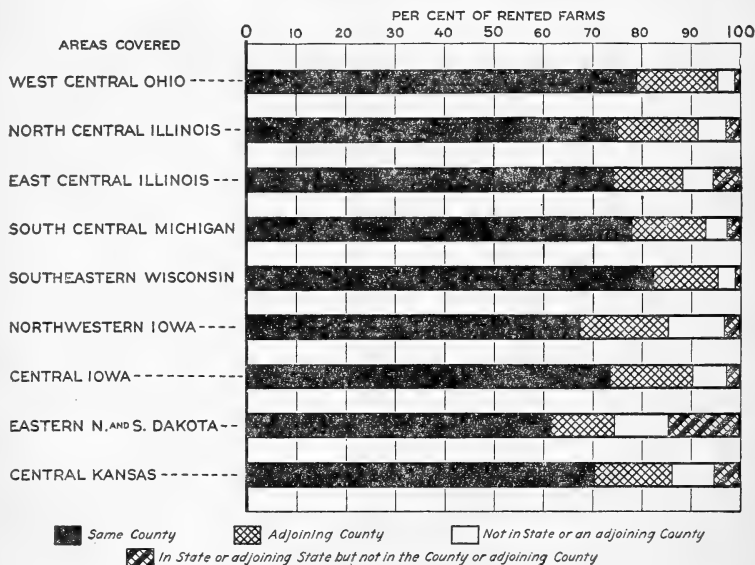 PER CENT OF RENTED FARMS
AREAS COVERED
0 10 20 30 40 50 60 70 80 90 100
WEST CENTRAL OHIO
NORTH CENTRAL ILLINOIS
EAST CENTRAL ILLINOIS
SOUTH CENTRAL MICHIGAN
SOUTHEASTERN WISCONSIN
NORTHWESTERN IOWA
CENTRAL IOWA
EASTERN N. AND S. DAKOTA
CENTRAL KANSAS
Same County Adjoining County Not in State or an adjoining County
In State or adjoining State but not in the County or adjoining County